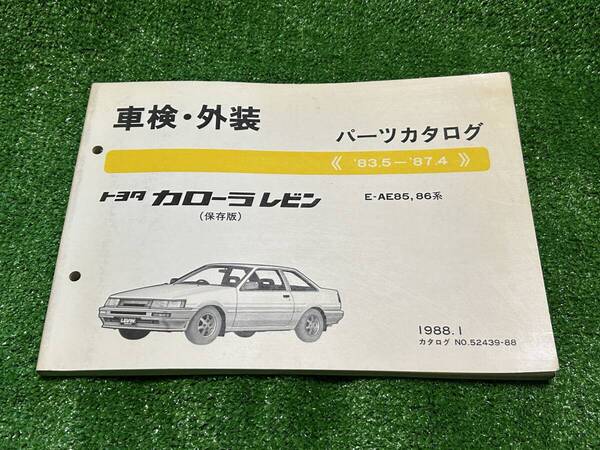 車検・外装
パーツカタログ
《 '83.5－'87.4 》
トヨタ カローラ レビン
(保存版)
E-AE85,86系
LEVIN
1988.1
カタログ NO.52439-88